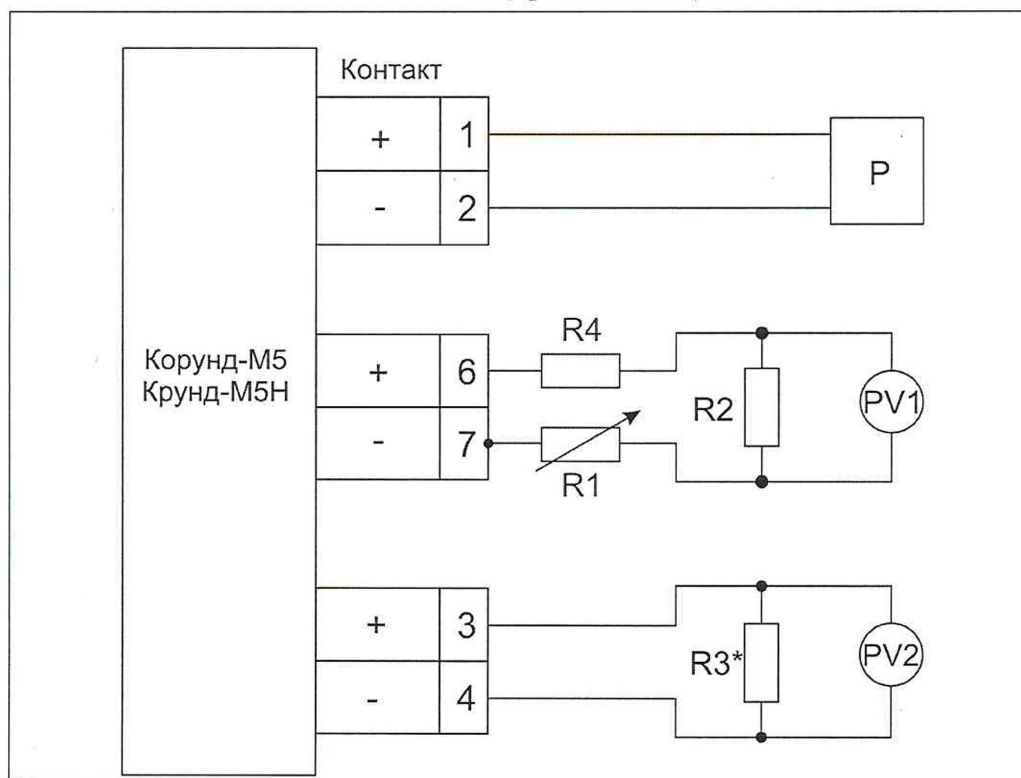 Контакт
+ 1
- 2
P
Корунд-М5
Крунд-М5Н
+ 6
- 7
R4
R1
R2
PV1
+ 3
- 4
R3*
PV2